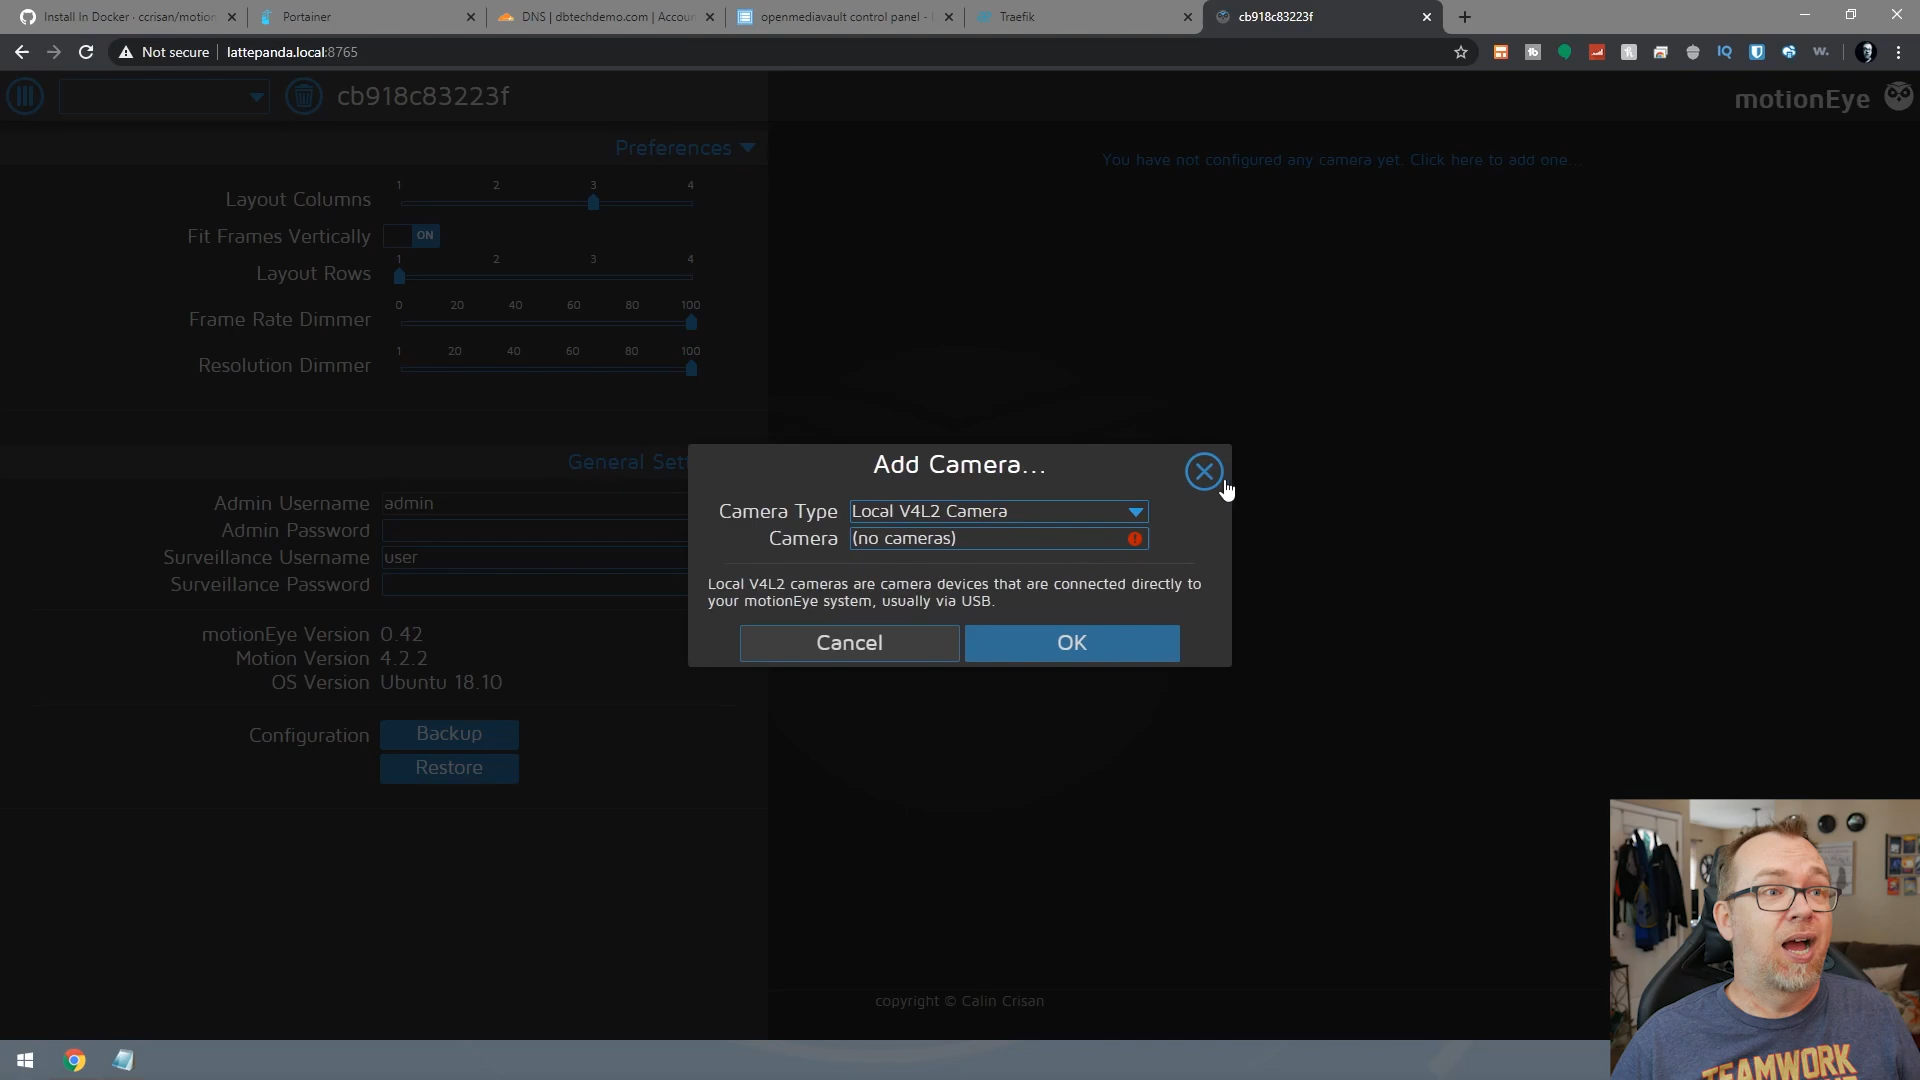 Install In Docker · ccrisan/motion
Portainer
DNS | dbtechdemo.com | Accoun
openmediavault control panel -
Traefik
cb918c83223f
Not secure
lattepanda.local:8765
cb918c83223f
motionEye
Preferences
You have not configured any camera yet. Click here to add one...
Layout Columns
1 2 3 4
Fit Frames Vertically
ON
Layout Rows
1 2 3 4
Frame Rate Dimmer
0 20 40 60 80 100
Resolution Dimmer
1 20 40 60 80 100
General Sett
Admin Username admin
Admin Password
Surveillance Username user
Surveillance Password
motionEye Version 0.42
Motion Version 4.2.2
OS Version Ubuntu 18.10
Configuration
Backup
Restore
Add Camera...
Camera Type Local V4L2 Camera
Camera (no cameras)
Local V4L2 cameras are camera devices that are connected directly to
your motionEye system, usually via USB.
Cancel
OK
copyright © Calin Crisan
TEAMWORK